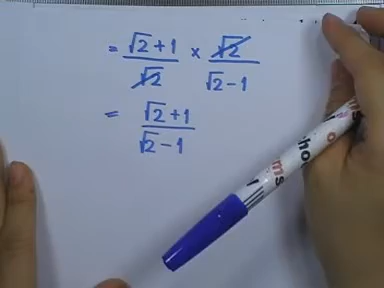 = √2 + 1 / √2 × √2 / √2 - 1
= √2 + 1 / √2 - 1